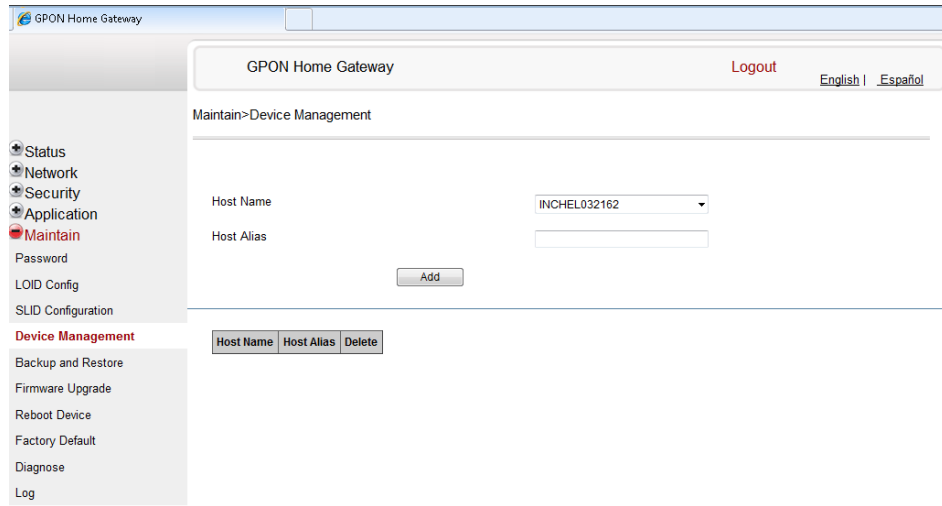 GPON Home Gateway
GPON Home Gateway
Logout
English | Español
Maintain>Device Management
Status
Network
Security
Application
Maintain
Password
LOID Config
SLID Configuration
Device Management
Backup and Restore
Firmware Upgrade
Reboot Device
Factory Default
Diagnose
Log
Host Name INCHEL032162
Host Alias
Add
Host Name Host Alias Delete